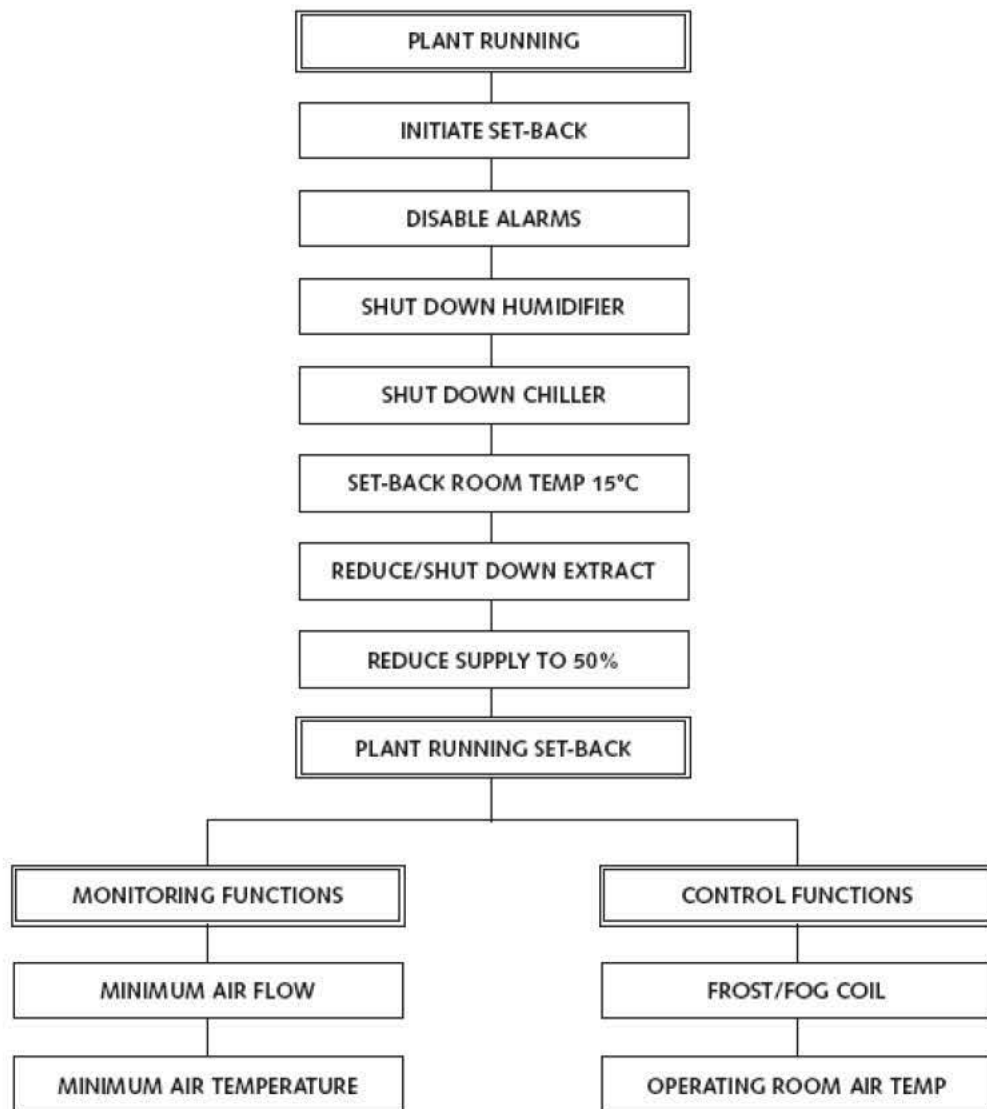 PLANT RUNNING
INITIATE SET-BACK
DISABLE ALARMS
SHUT DOWN HUMIDIFIER
SHUT DOWN CHILLER
SET-BACK ROOM TEMP 15°C
REDUCE/SHUT DOWN EXTRACT
REDUCE SUPPLY TO 50%
PLANT RUNNING SET-BACK
MONITORING FUNCTIONS
MINIMUM AIR FLOW
MINIMUM AIR TEMPERATURE
CONTROL FUNCTIONS
FROST/FOG COIL
OPERATING ROOM AIR TEMP